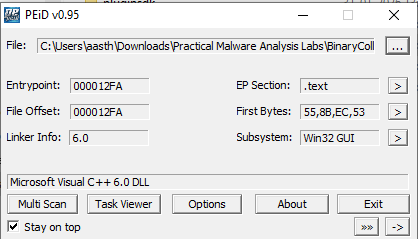 PEiD v0.95
File: C:\Users\aasth\Downloads\Practical Malware Analysis Labs\BinaryColl ...
Entrypoint: 000012FA EP Section: .text >
File Offset: 000012FA First Bytes: 55,8B,EC,53 >
Linker Info: 6.0 Subsystem: Win32 GUI >
Microsoft Visual C++ 6.0 DLL
Multi Scan Task Viewer Options About Exit
Stay on top »» ->